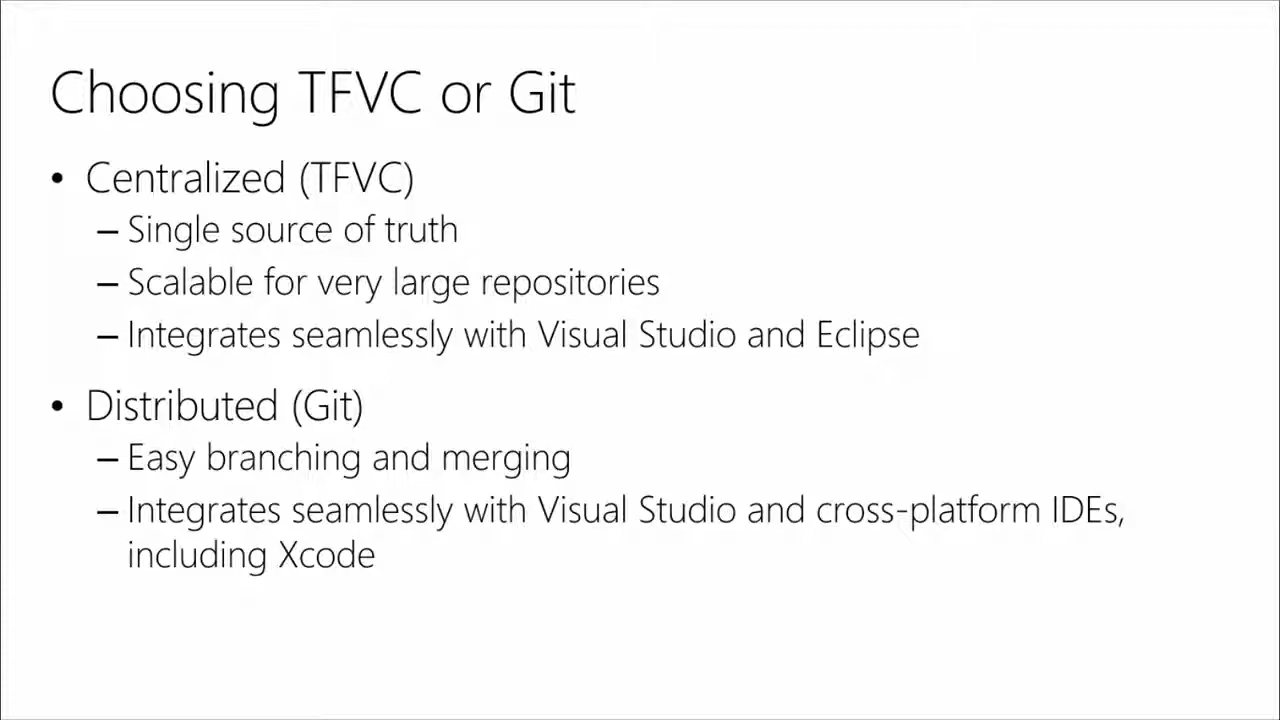 Choosing TFVC or Git
• Centralized (TFVC)
– Single source of truth
– Scalable for very large repositories
– Integrates seamlessly with Visual Studio and Eclipse
• Distributed (Git)
– Easy branching and merging
– Integrates seamlessly with Visual Studio and cross-platform IDEs,
including Xcode